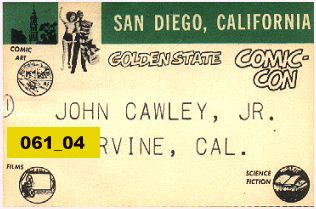 SAN DIEGO, CALIFORNIA
COMIC ART
GOLDEN STATE COMIC-CON
JOHN CAWLEY, JR.
061_04
RVINE, CAL.
FILMS
SCIENCE FICTION